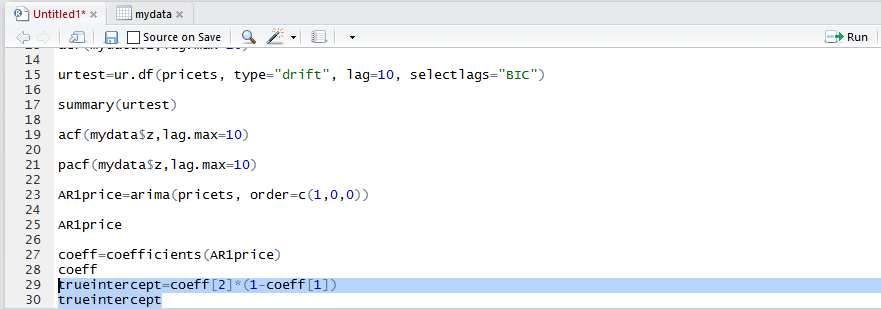 Untitled1*
mydata
Source on Save
Run
14
15 urtest=ur.df(pricets, type="drift", lag=10, selectlags="BIC")
16
17 summary(urtest)
18
19 acf(mydata$z,lag.max=10)
20
21 pacf(mydata$z,lag.max=10)
22
23 AR1price=arima(pricets, order=c(1,0,0))
24
25 AR1price
26
27 coeff=coefficients(AR1price)
28 coeff
29 trueintercept=coeff[2]*(1-coeff[1])
30 trueintercept